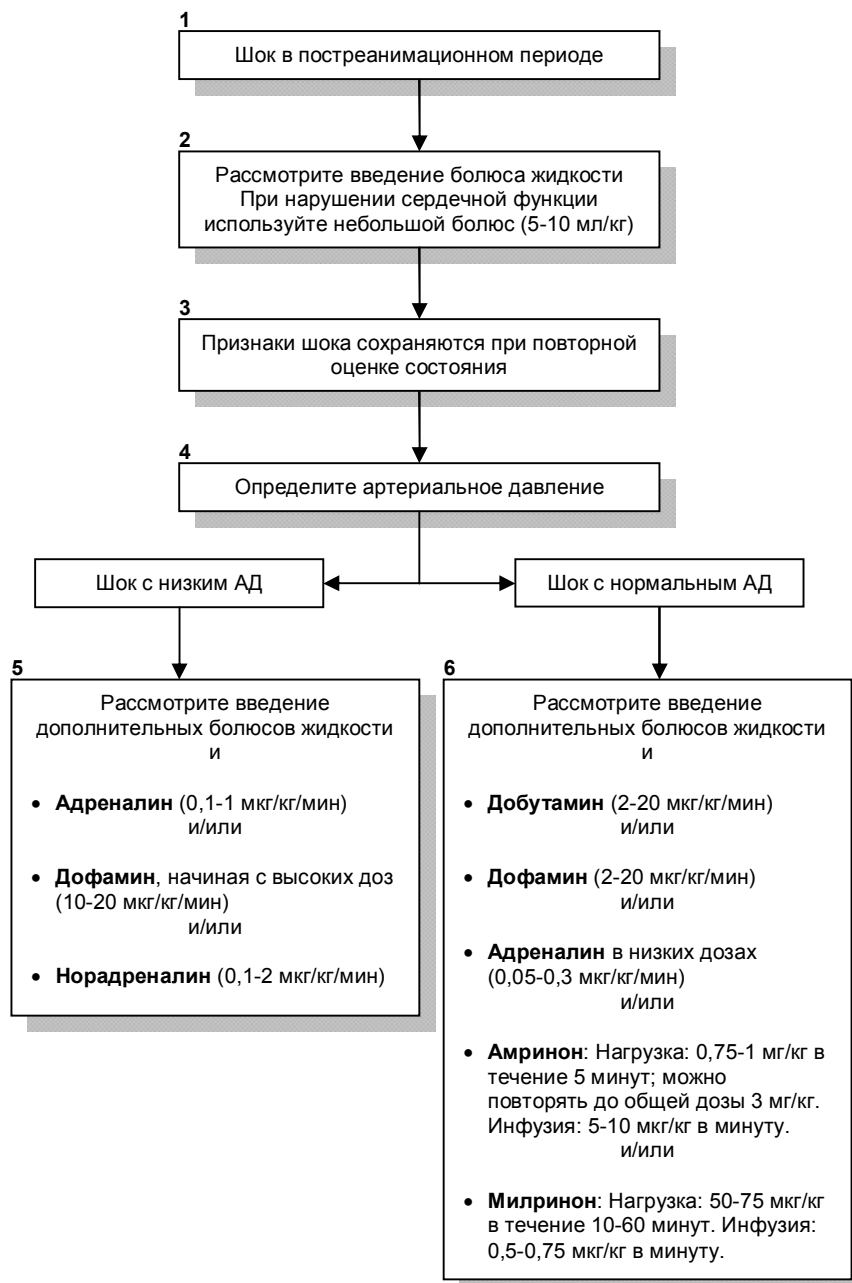 1
Шок в постреанимационном периоде
2
Рассмотрите введение болюса жидкости
При нарушении сердечной функции
используйте небольшой болюс (5-10 мл/кг)
3
Признаки шока сохраняются при повторной
оценке состояния
4
Определите артериальное давление
Шок с низким АД
Шок с нормальным АД
5
Рассмотрите введение
дополнительных болюсов жидкости
и
• Адреналин (0,1-1 мкг/кг/мин)
и/или
• Дофамин, начиная с высоких доз
(10-20 мкг/кг/мин)
и/или
• Норадреналин (0,1-2 мкг/кг/мин)
6
Рассмотрите введение
дополнительных болюсов жидкости
и
• Добутамин (2-20 мкг/кг/мин)
и/или
• Дофамин (2-20 мкг/кг/мин)
и/или
• Адреналин в низких дозах
(0,05-0,3 мкг/кг/мин)
и/или
• Амринон: Нагрузка: 0,75-1 мг/кг в
течение 5 минут; можно
повторять до общей дозы 3 мг/кг.
Инфузия: 5-10 мкг/кг в минуту.
и/или
• Милринон: Нагрузка: 50-75 мкг/кг
в течение 10-60 минут. Инфузия:
0,5-0,75 мкг/кг в минуту.